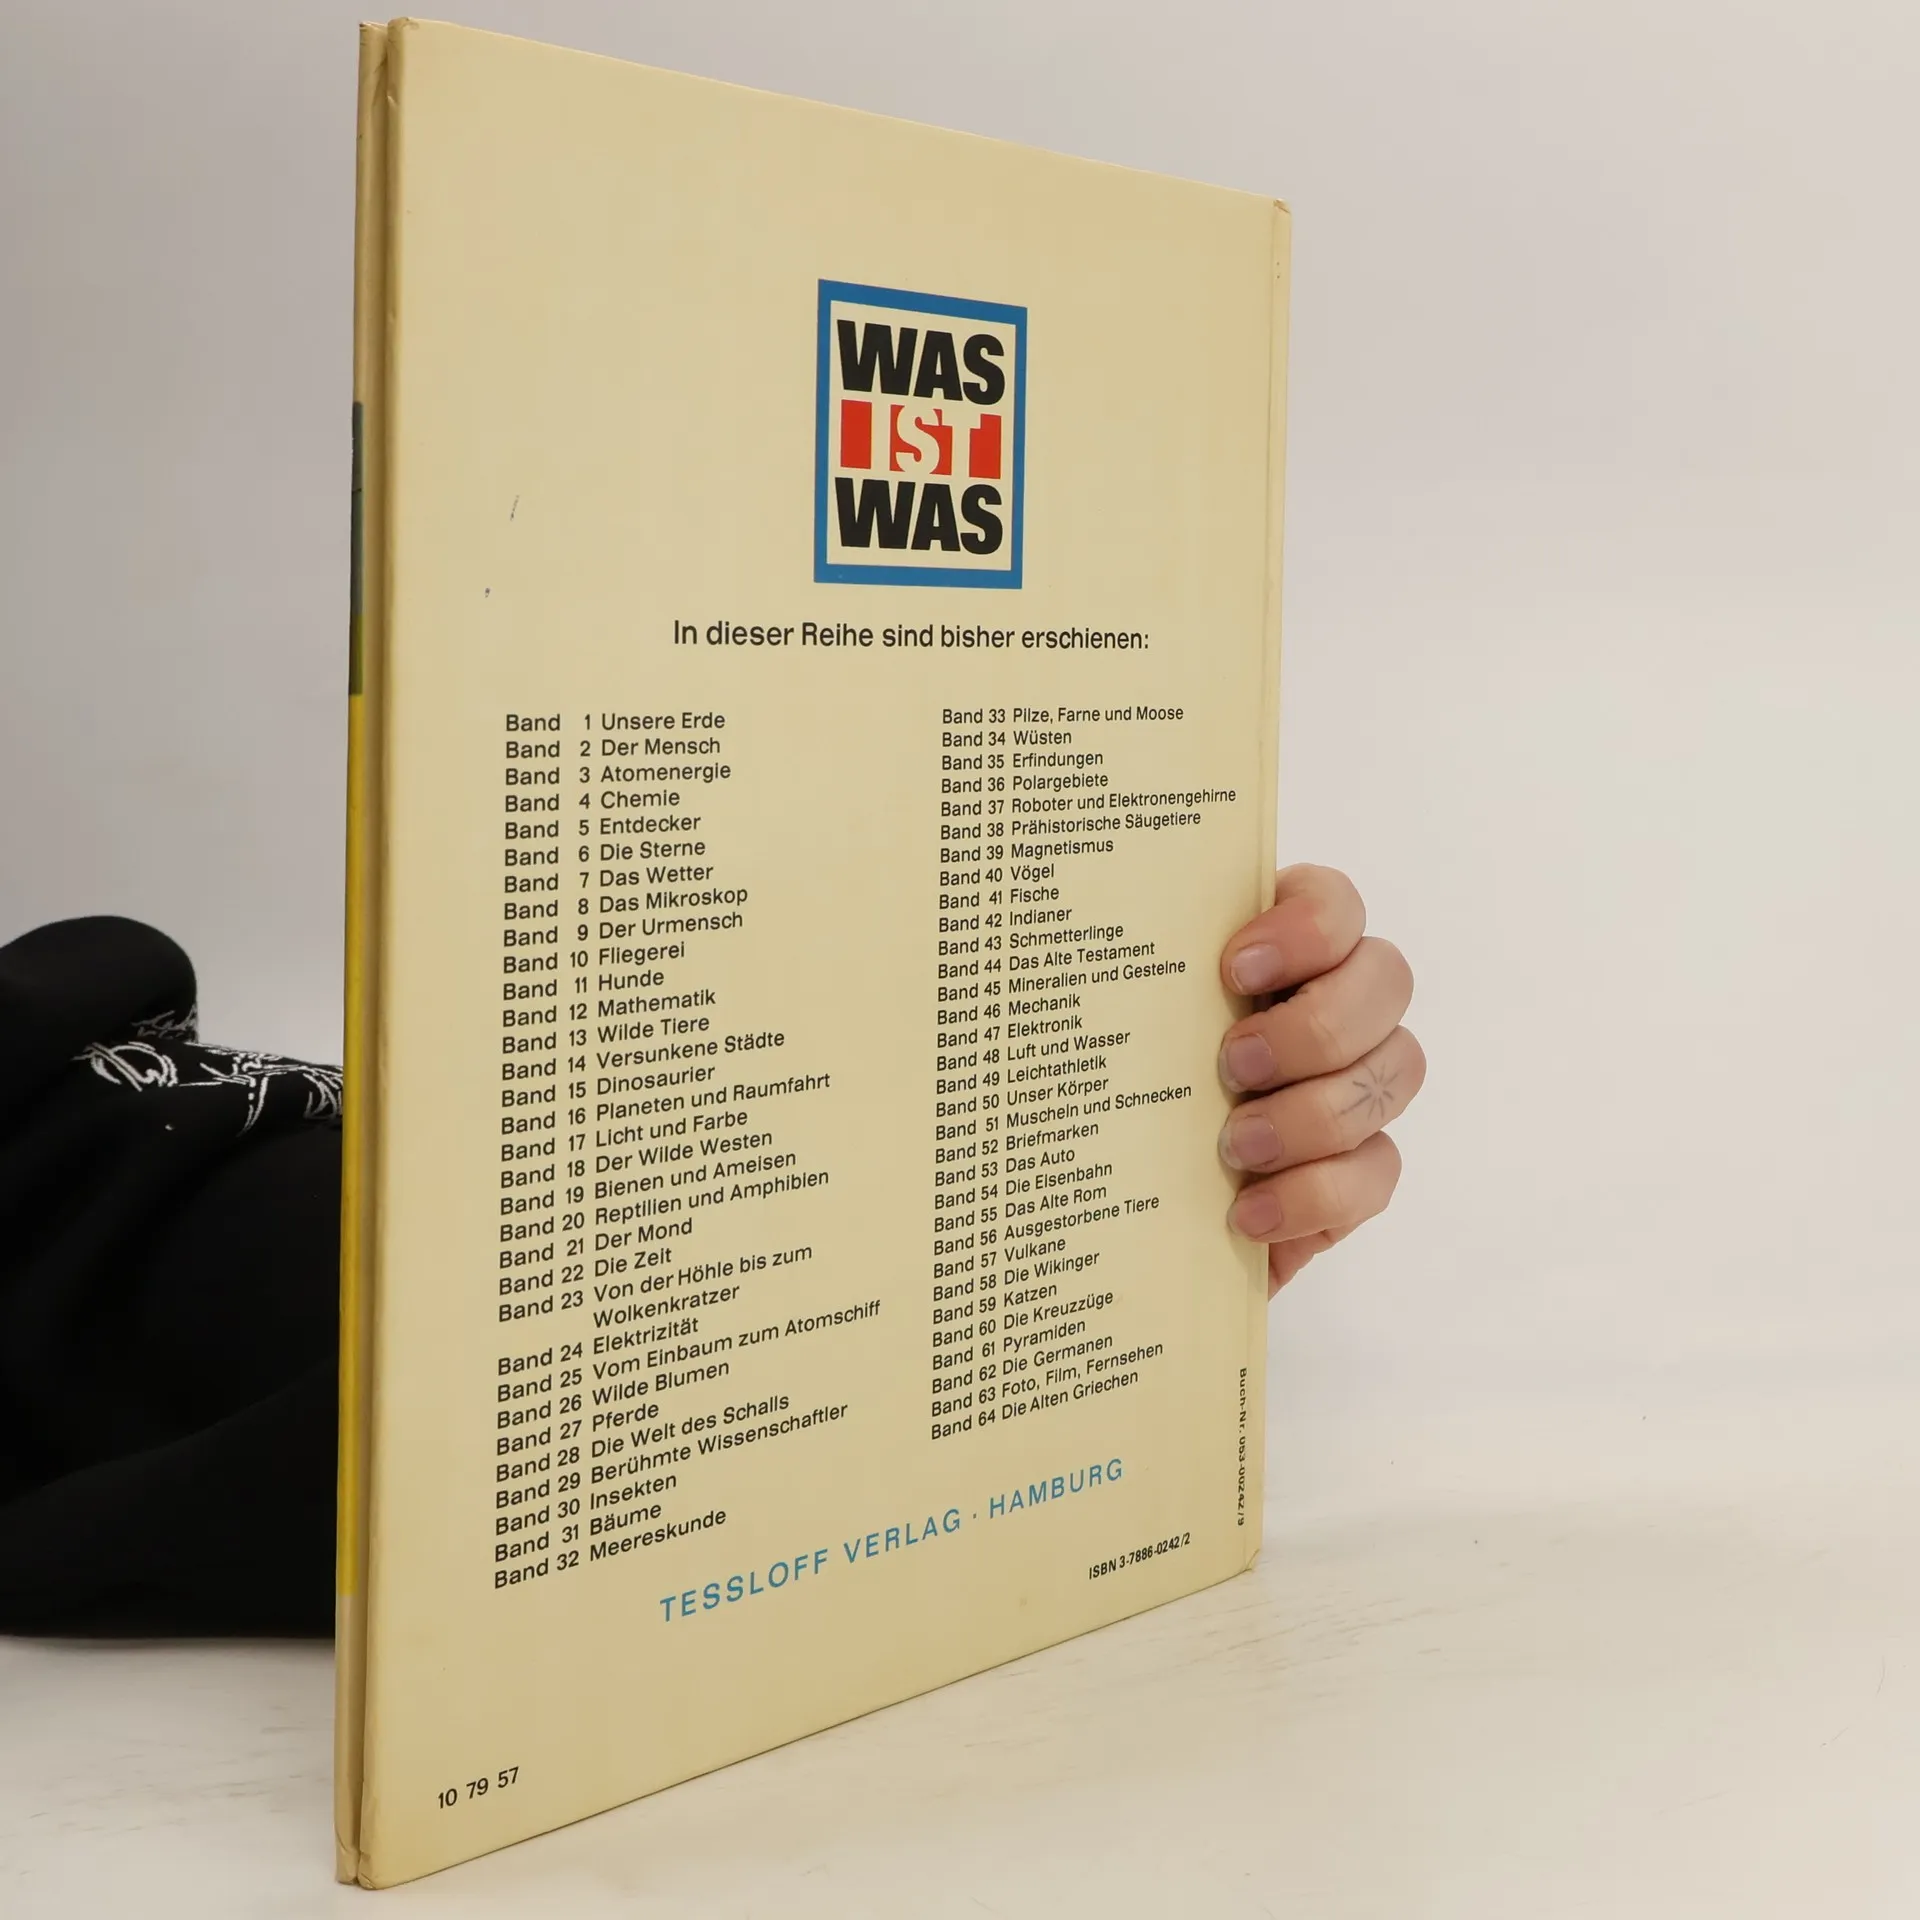 WAS
IST
WAS
In dieser Reihe sind bisher erschienen:
Band 1 Unsere Erde
Band 2 Der Mensch
Band 3 Atomenergie
Band 4 Chemie
Band 5 Entdecker
Band 6 Die Sterne
Band 7 Das Wetter
Band 8 Das Mikroskop
Band 9 Der Urmensch
Band 10 Fliegerei
Band 11 Hunde
Band 12 Mathematik
Band 13 Wilde Tiere
Band 14 Versunkene Städte
Band 15 Dinosaurier
Band 16 Planeten und Raumfahrt
Band 17 Licht und Farbe
Band 18 Der Wilde Westen
Band 19 Bienen und Ameisen
Band 20 Reptilien und Amphibien
Band 21 Der Mond
Band 22 Die Zeit
Band 23 Von der Höhle bis zum
Wolkenkratzer
Band 24 Elektrizität
Band 25 Vom Einbaum zum Atomschiff
Band 26 Wilde Blumen
Band 27 Pferde
Band 28 Die Welt des Schalls
Band 29 Berühmte Wissenschaftler
Band 30 Insekten
Band 31 Bäume
Band 32 Meereskunde
Band 33 Pilze, Farne und Moose
Band 34 Wüsten
Band 35 Erfindungen
Band 36 Polargebiete
Band 37 Roboter und Elektronengehirne
Band 38 Prähistorische Säugetiere
Band 39 Magnetismus
Band 40 Vögel
Band 41 Fische
Band 42 Indianer
Band 43 Schmetterlinge
Band 44 Das Alte Testament
Band 45 Mineralien und Gesteine
Band 46 Mechanik
Band 47 Elektronik
Band 48 Luft und Wasser
Band 49 Leichtathletik
Band 50 Unser Körper
Band 51 Muscheln und Schnecken
Band 52 Briefmarken
Band 53 Das Auto
Band 54 Die Eisenbahn
Band 55 Das Alte Rom
Band 56 Ausgestorbene Tiere
Band 57 Vulkane
Band 58 Die Wikinger
Band 59 Katzen
Band 60 Die Kreuzzüge
Band 61 Pyramiden
Band 62 Die Germanen
Band 63 Foto, Film, Fernsehen
Band 64 Die Alten Griechen
TESSLOFF VERLAG · HAMBURG
ISBN 3-7886-0242/2
Buch-Nr. 053-00242/9
10 79 57